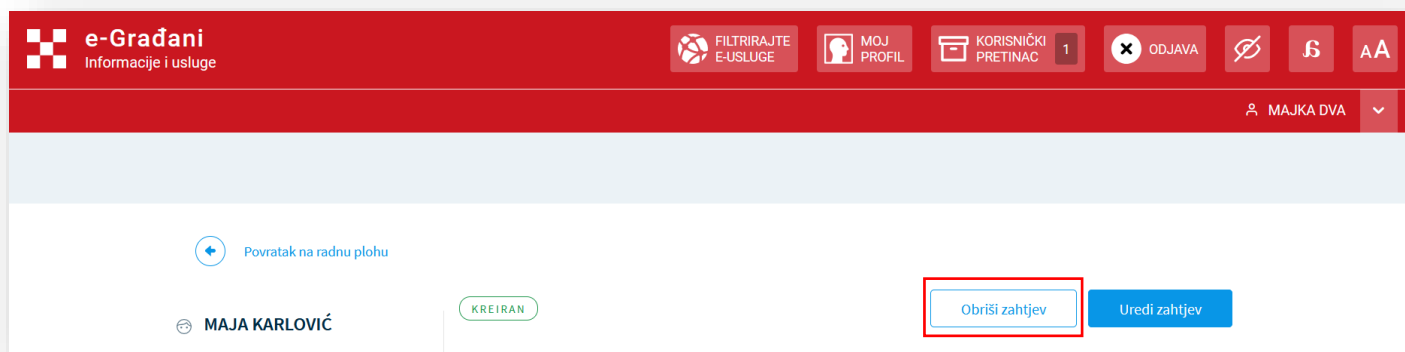 e-Građani
Informacije i usluge
FILTRIRAJTE
E-USLUGE
MOJ
PROFIL
KORISNIČKI
PRETINAC
1
ODJAVA
AA
MAJKA DVA
Povratak na radnu plohu
MAJA KARLOVIĆ
KREIRAN
Obriši zahtjev
Uredi zahtjev